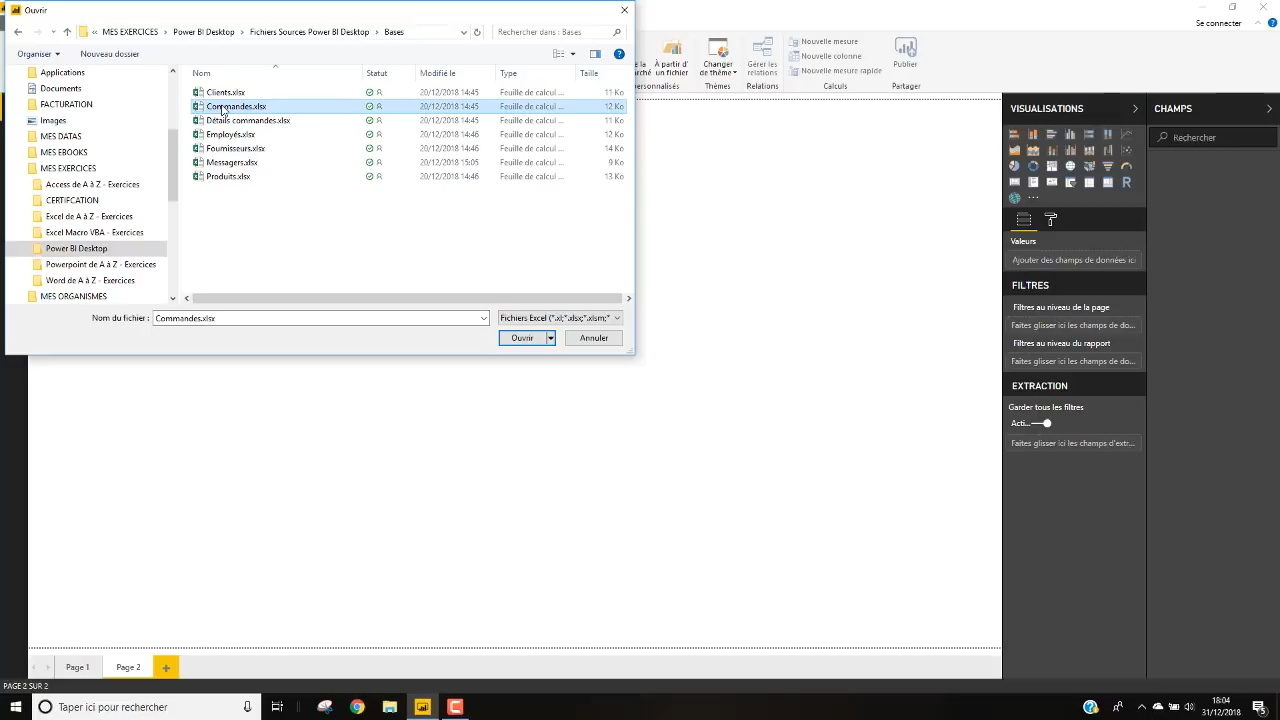 Ouvrir
« MES EXERCICES > Power BI Desktop > Fichiers Sources Power BI Desktop > Bases
Rechercher dans : Bases
Se connecter
Organiser
Nouveau dossier
Nom
Statut
Modifié le
Type
Taille
Applications
Documents
FACTURATION
Images
MES DATAS
MES EBOOKS
MES EXERCICES
Access de A à Z - Exercices
CERTIFCATION
Excel de A à Z - Exercices
Excel Macro VBA - Exercices
Power BI Desktop
Powerpoint de A à Z - Exercices
Word de A à Z - Exercices
MES ORGANISMES
Clients.xlsx 20/12/2018 14:45 Feuille de calcul ... 11 Ko
Commandes.xlsx 20/12/2018 14:45 Feuille de calcul ... 12 Ko
Détails commandes.xlsx 20/12/2018 14:45 Feuille de calcul ... 11 Ko
Employés.xlsx 20/12/2018 14:46 Feuille de calcul ... 12 Ko
Fournisseurs.xlsx 20/12/2018 14:46 Feuille de calcul ... 14 Ko
Messagers.xlsx 20/12/2018 15:05 Feuille de calcul ... 9 Ko
Produits.xlsx 20/12/2018 14:46 Feuille de calcul ... 13 Ko
Nom du fichier :
Commandes.xlsx
Fichiers Excel (*.xl;*.xlsx;*.xlsm;*
Ouvrir
Annuler
À partir d'
un fichier
Changer
de thème
Thèmes
Gérer les
relations
Relations
Nouvelle mesure
Nouvelle colonne
Nouvelle mesure rapide
Calculs
Publier
Partager
VISUALISATIONS
R
Valeurs
Ajouter des champs de données ici
FILTRES
Filtres au niveau de la page
Faites glisser ici les champs de do...
Filtres au niveau du rapport
Faites glisser ici les champs de do...
EXTRACTION
Garder tous les filtres
Acti...
Faites glisser ici les champs d'extr...
CHAMPS
Rechercher
Page 1
Page 2
PAGE 2 SUR 2
Taper ici pour rechercher
18:04
31/12/2018